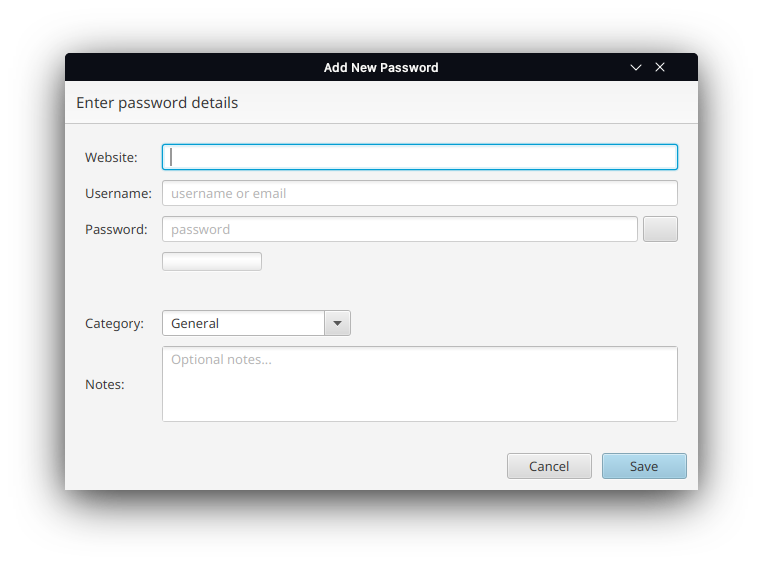 Add New Password
Enter password details
Website:
Username: username or email
Password: password
Category: General
Notes: Optional notes...
Cancel Save